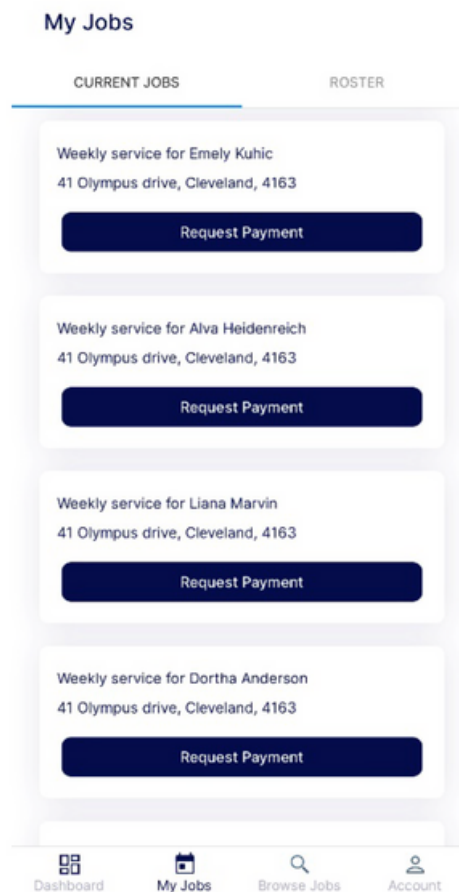 My Jobs
CURRENT JOBS
ROSTER
Weekly service for Emely Kuhic
41 Olympus drive, Cleveland, 4163
Request Payment
Weekly service for Alva Heidenreich
41 Olympus drive, Cleveland, 4163
Request Payment
Weekly service for Liana Marvin
41 Olympus drive, Cleveland, 4163
Request Payment
Weekly service for Dortha Anderson
41 Olympus drive, Cleveland, 4163
Request Payment
Dashboard
My Jobs
Browse Jobs
Account